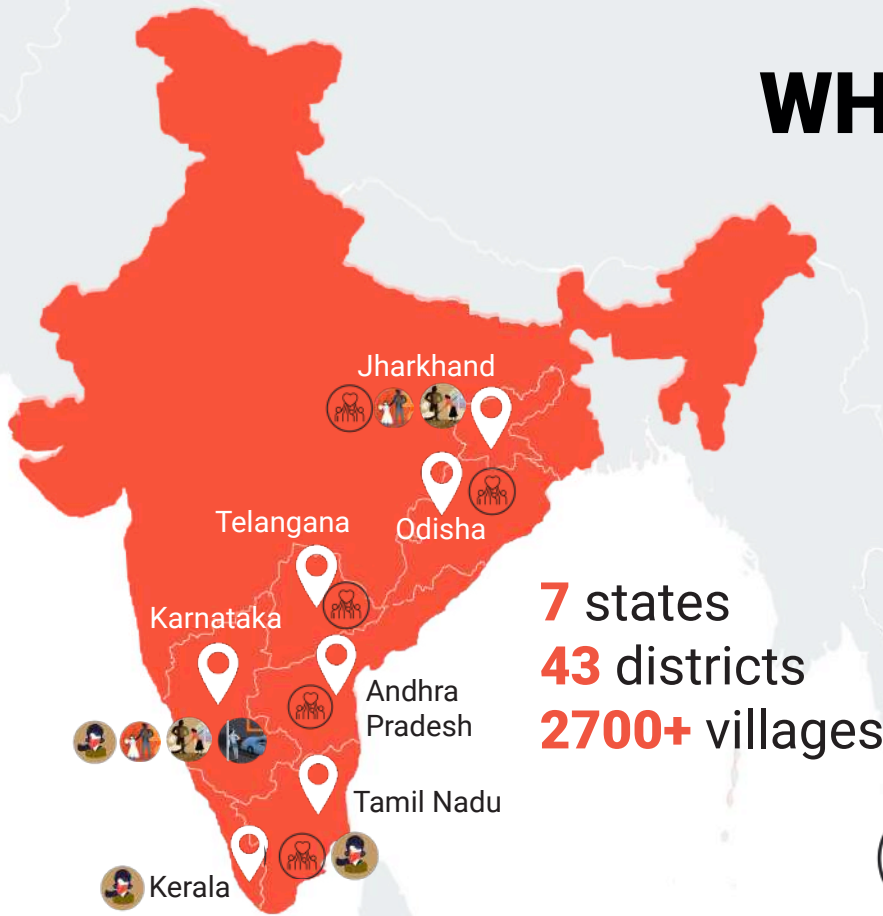 WH
Jharkhand
Odisha
Telangana
Karnataka
Andhra
Pradesh
Tamil Nadu
Kerala
7 states
43 districts
2700+ villages